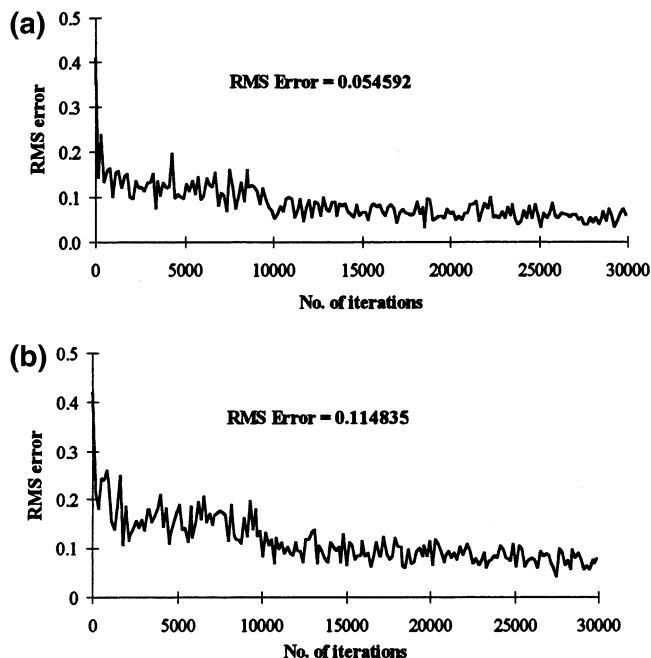 (a)
0.5
0.4
RMS Error = 0.054592
0.3
RMS error
0.2
0.1
0.0
0 5000 10000 15000 20000 25000 30000
No. of iterations
(b)
0.5
0.4
RMS Error = 0.114835
0.3
RMS error
0.2
0.1
0
0 5000 10000 15000 20000 25000 30000
No. of iterations